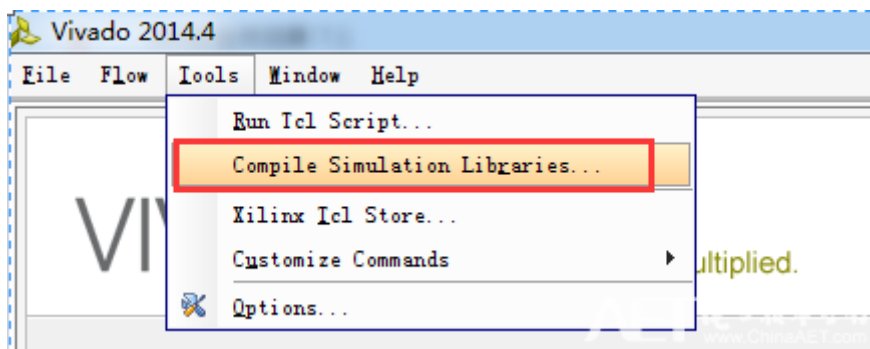 Vivado 2014.4
File Flow Tools Window Help
Run Tcl Script...
Compile Simulation Libraries...
Xilinx Tcl Store...
Customize Commands
Options...
VIV
ultiplied.
www.ChinaAET.com